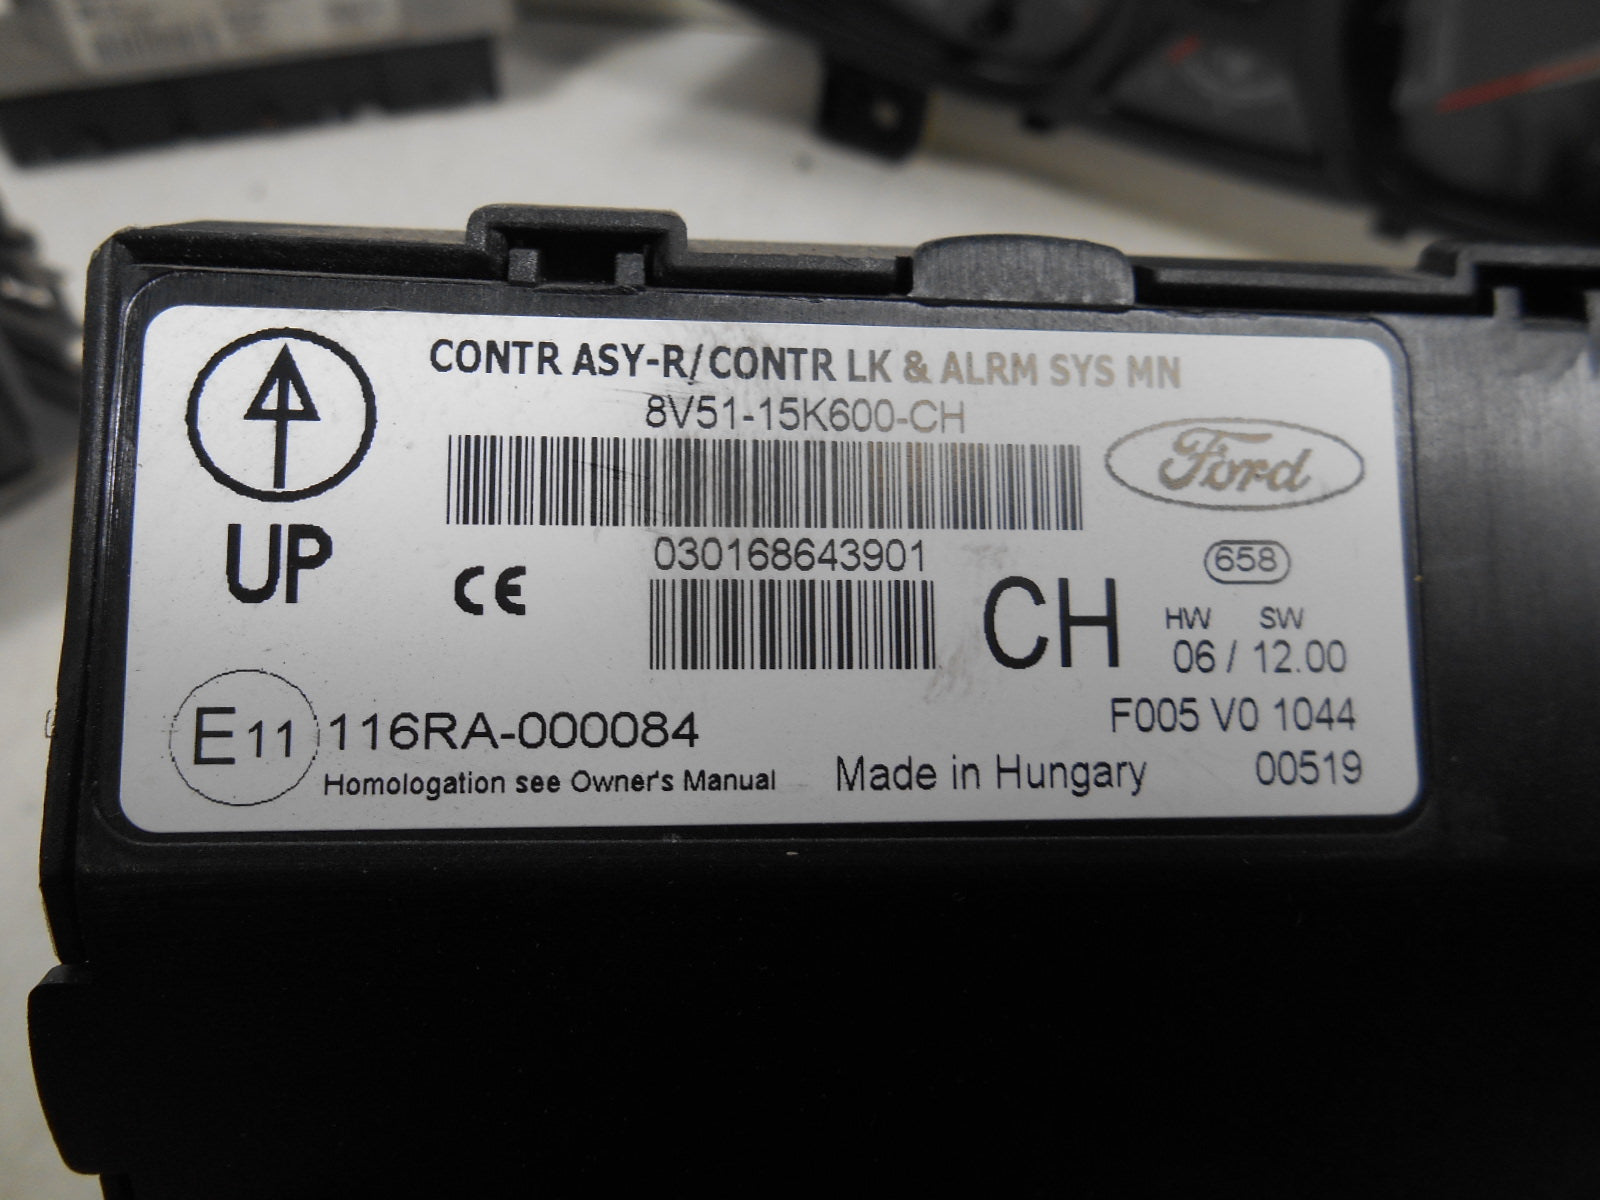 CONTR ASY-R/CONTR LK & ALRM SYS MN
8V51-15K600-CH
Ford
UP
CE
030168643901
CH
658
HW SW
06 / 12.00
E11 116RA-000084
F005 V0 1044
Homologation see Owner's Manual
Made in Hungary
00519